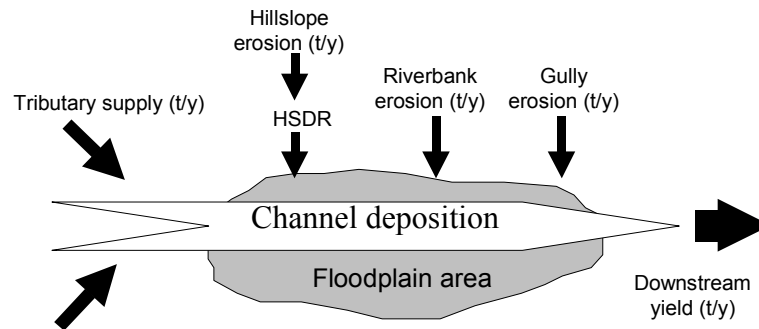 Hillslope
erosion (t/y)
Tributary supply (t/y)
HSDR
Riverbank
erosion (t/y)
Gully
erosion (t/y)
Channel deposition
Floodplain area
Downstream
yield (t/y)